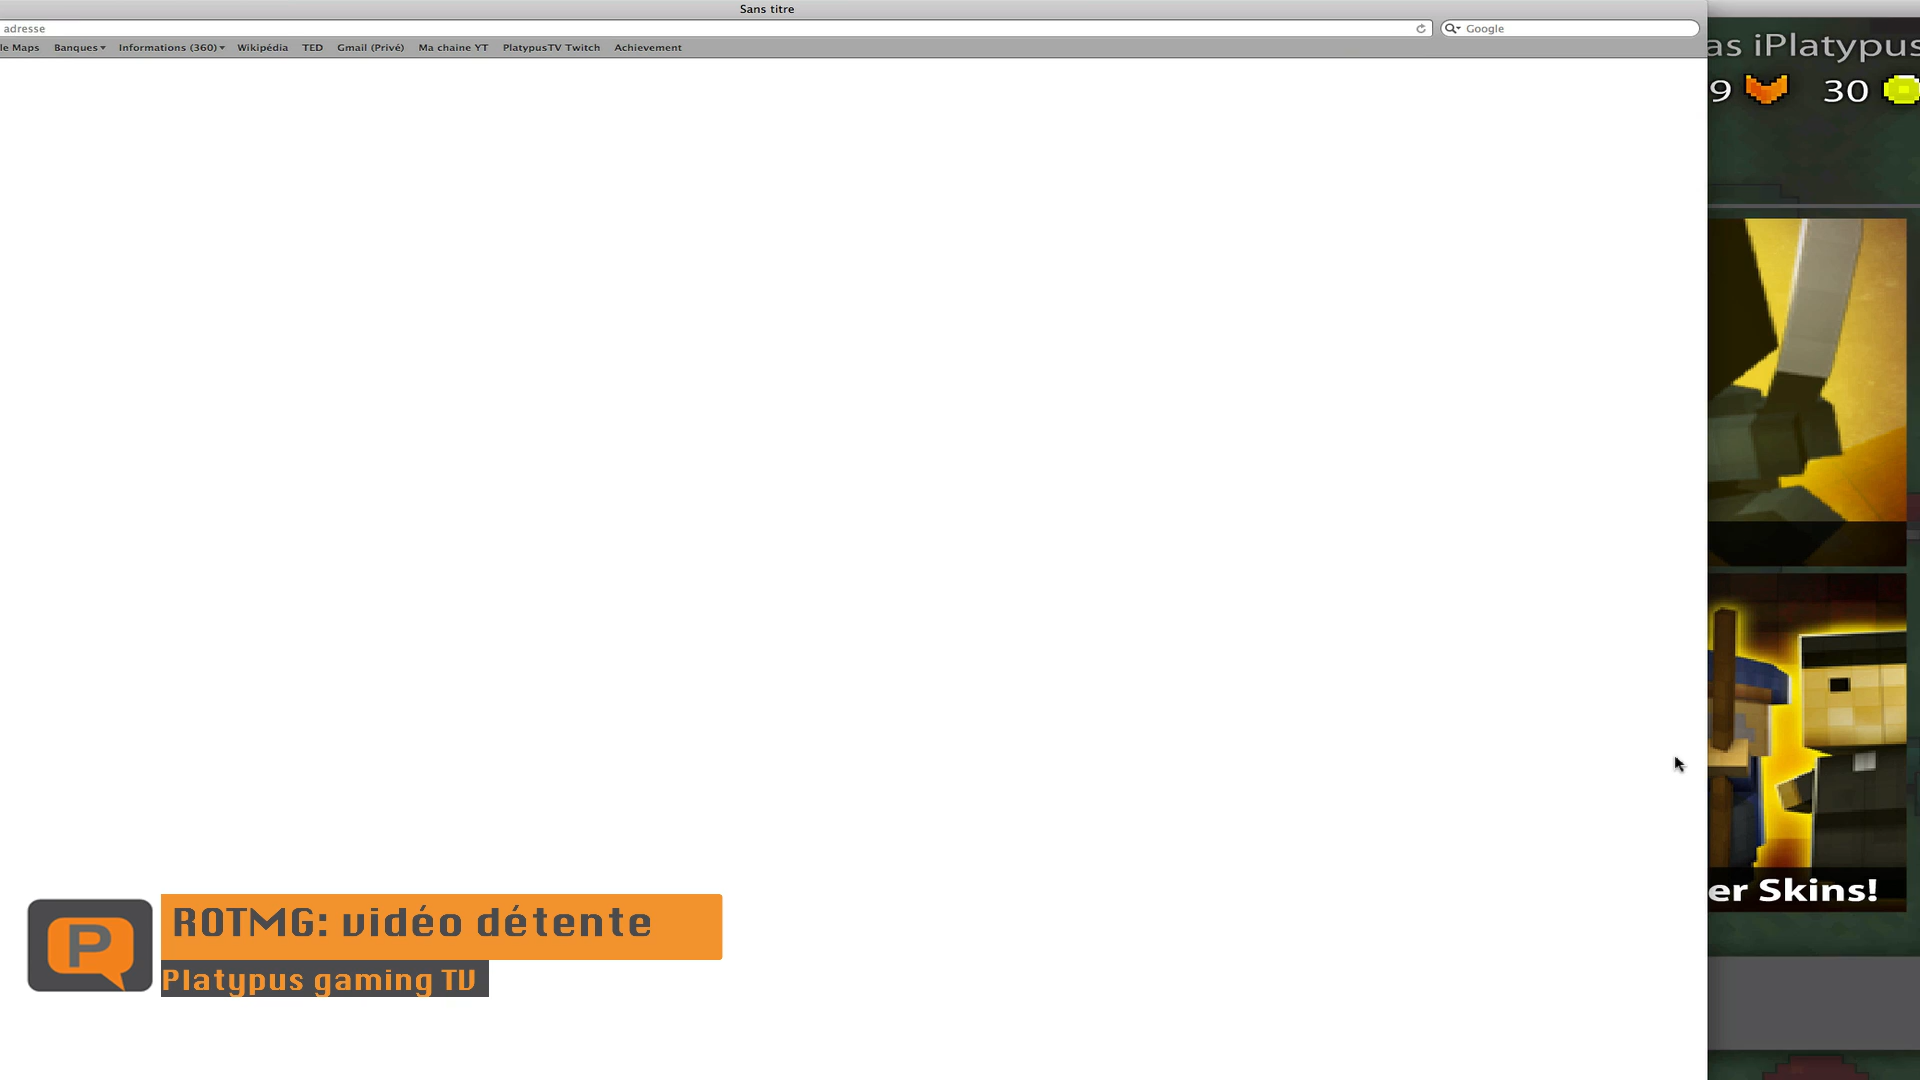 Sans titre
adresse
Google
le Maps Banques Informations (360) Wikipédia TED Gmail (Privé) Ma chaine YT PlatypusTV Twitch Achievement
as iPlatypus
9 30
er Skins!
P
ROTMG: vidéo détente
Platypus gaming TV